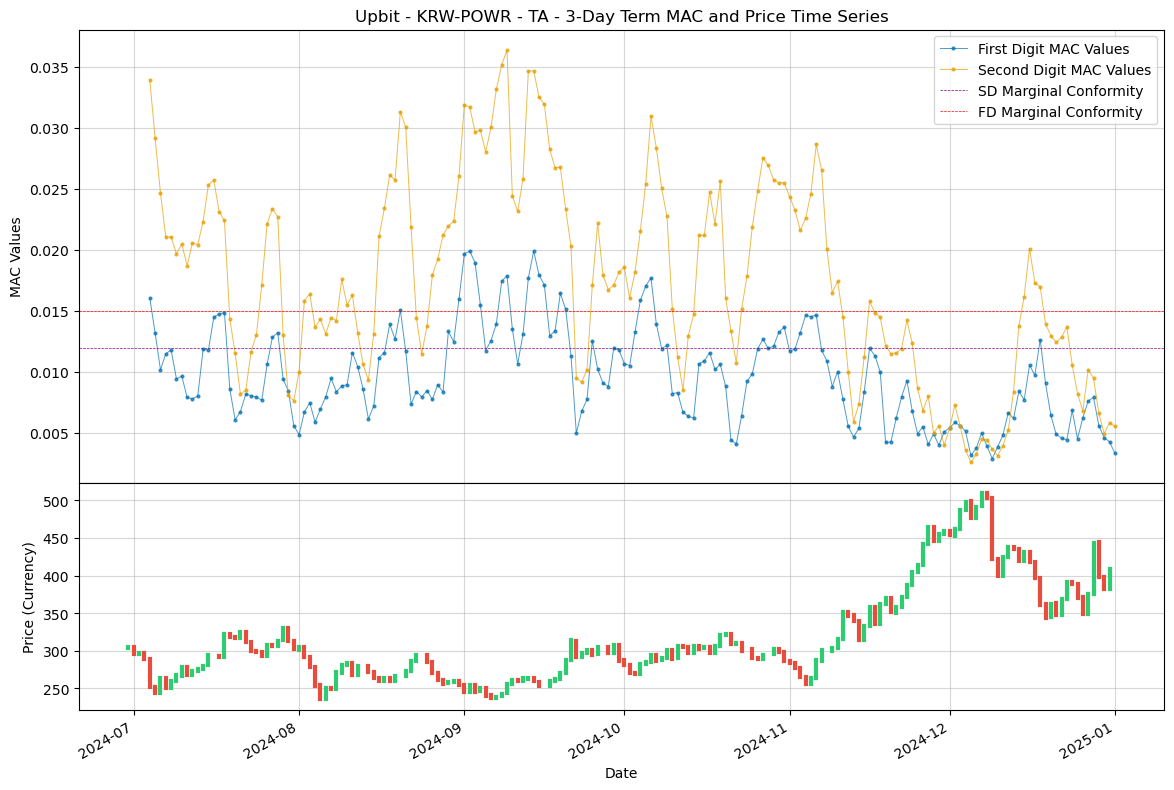 Upbit - KRW-POWR - TA - 3-Day Term MAC and Price Time Series
First Digit MAC Values
Second Digit MAC Values
SD Marginal Conformity
FD Marginal Conformity
MAC Values
0.035
0.030
0.025
0.020
0.015
0.010
0.005
Price (Currency)
500
450
400
350
300
250
2024-07
2024-08
2024-09
2024-10
2024-11
2024-12
2025-01
Date